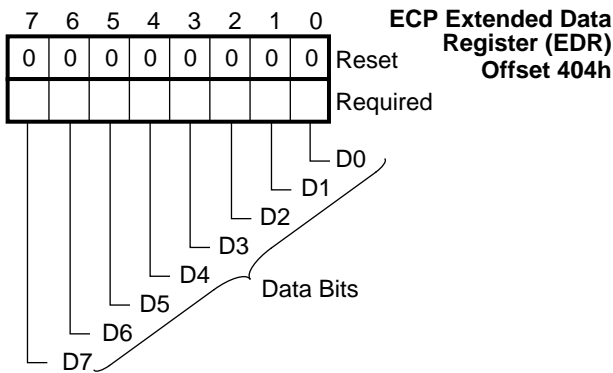 7 6 5 4 3 2 1 0
ECP Extended Data
Register (EDR)
Offset 404h
0 0 0 0 0 0 0 0 Reset
Required
D0
D1
D2
D3
D4
Data Bits
D5
D6
D7